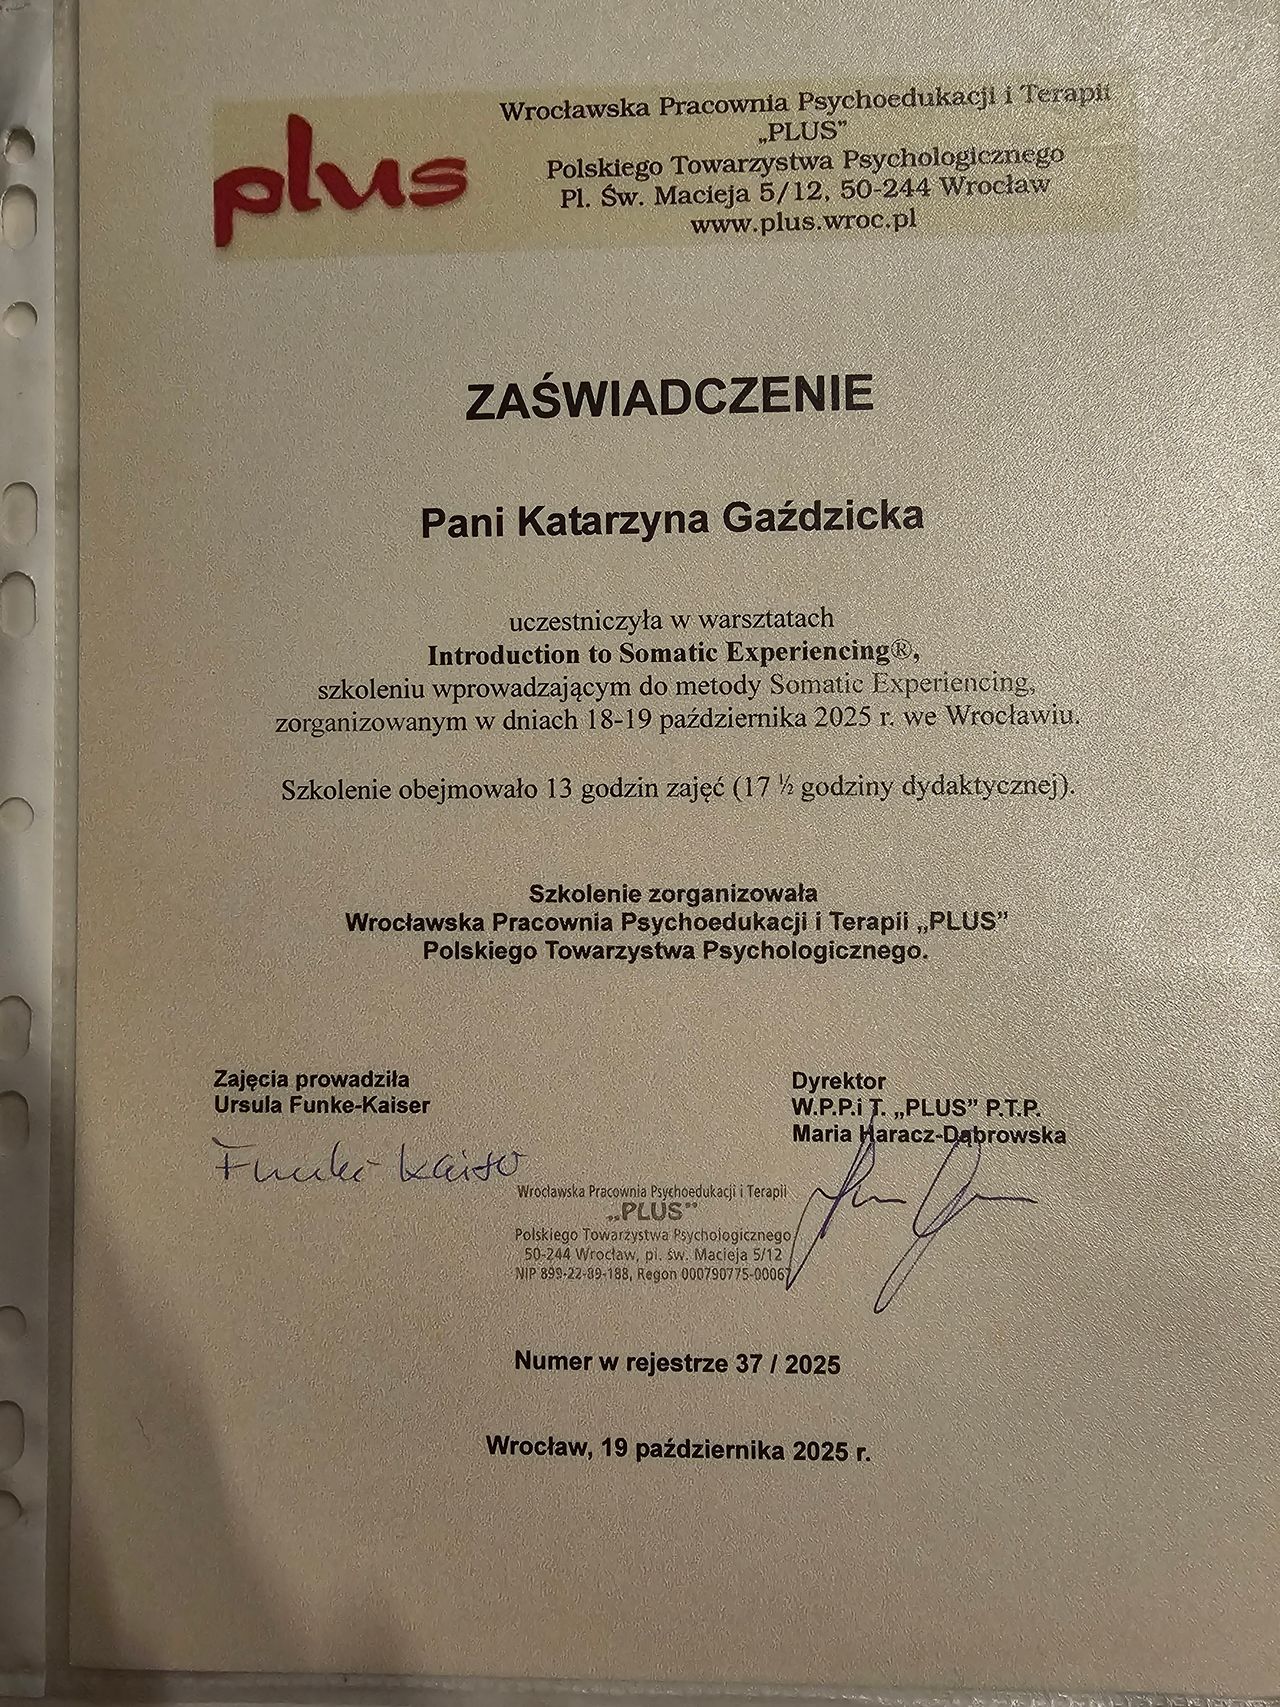 plus
Wrocławska Pracownia Psychoedukacji i Terapii
„PLUS”
Polskiego Towarzystwa Psychologicznego
Pl. Św. Macieja 5/12, 50-244 Wrocław
www.plus.wroc.pl
ZAŚWIADCZENIE
Pani Katarzyna Gaździcka
uczestniczyła w warsztatach
Introduction to Somatic Experiencing®,
szkoleniu wprowadzającym do metody Somatic Experiencing,
zorganizowanym w dniach 18-19 października 2025 r. we Wrocławiu.
Szkolenie obejmowało 13 godzin zajęć (17 ½ godziny dydaktycznej).
Szkolenie zorganizowała
Wrocławska Pracownia Psychoedukacji i Terapii „PLUS”
Polskiego Towarzystwa Psychologicznego.
Zajęcia prowadziła
Ursula Funke-Kaiser
Funke-Kaiser
Dyrektor
W.P.P.i T. „PLUS” P.T.P.
Maria Haracz-Dąbrowska
Wrocławska Pracownia Psychoedukacji i Terapii
„PLUS”
Polskiego Towarzystwa Psychologicznego
50-244 Wrocław, pl. św. Macieja 5/12
NIP 899-22-89-188, Regon 000790775-00067
Numer w rejestrze 37 / 2025
Wrocław, 19 października 2025 r.